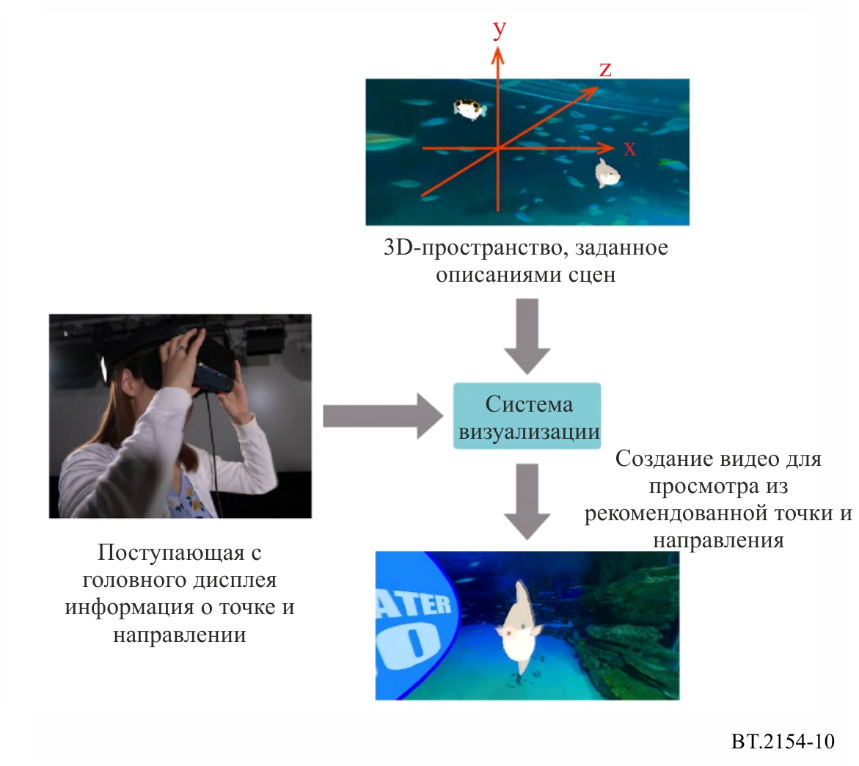 y
z
x
3D-пространство, заданное
описаниями сцен
Система
визуализации
Создание видео для
просмотра из
рекомендованной точки и
направления
Поступающая с
головного дисплея
информация о точке и
направлении
ATER
O
BT.2154-10